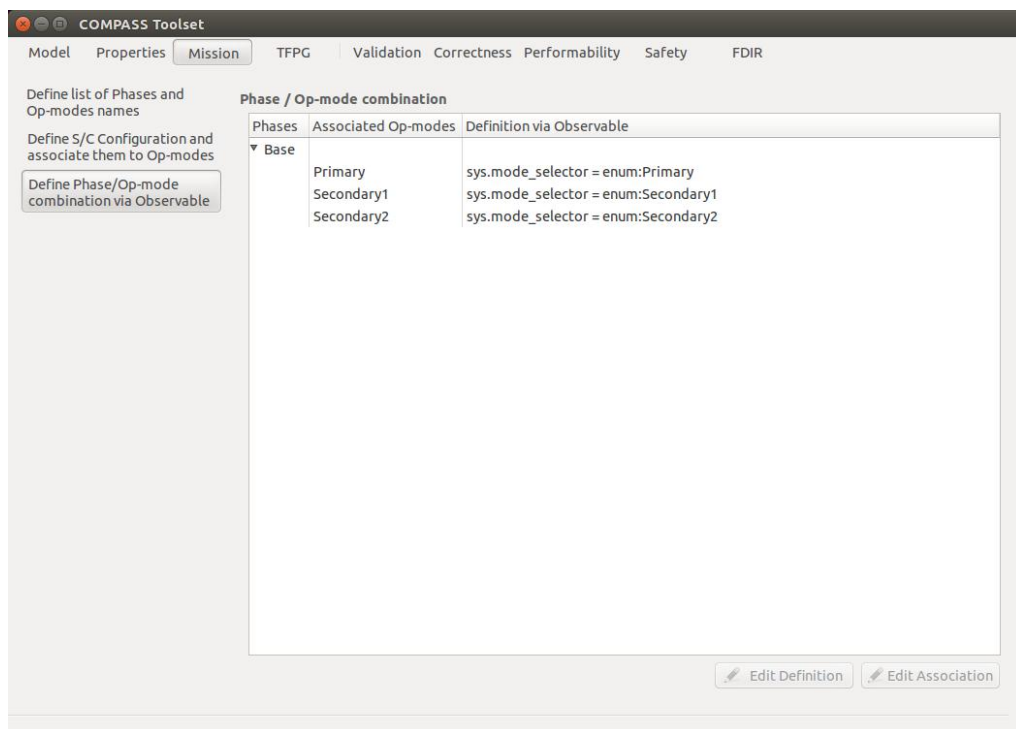 COMPASS Toolset
Model Properties Mission TFPG Validation Correctness Performability Safety FDIR
Define list of Phases and
Op-modes names
Define S/C Configuration and
associate them to Op-modes
Define Phase/Op-mode
combination via Observable
Phase / Op-mode combination
Phases Associated Op-modes Definition via Observable
Base
Primary sys.mode_selector = enum:Primary
Secondary1 sys.mode_selector = enum:Secondary1
Secondary2 sys.mode_selector = enum:Secondary2
Edit Definition Edit Association